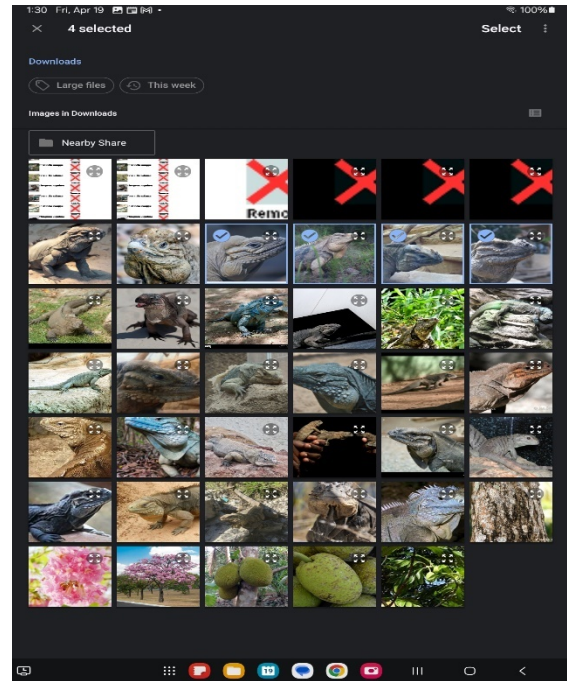 1:30 Fri, Apr 19
100%
4 selected
Select
Downloads
Large files
This week
Images in Downloads
Nearby Share
Remo
19